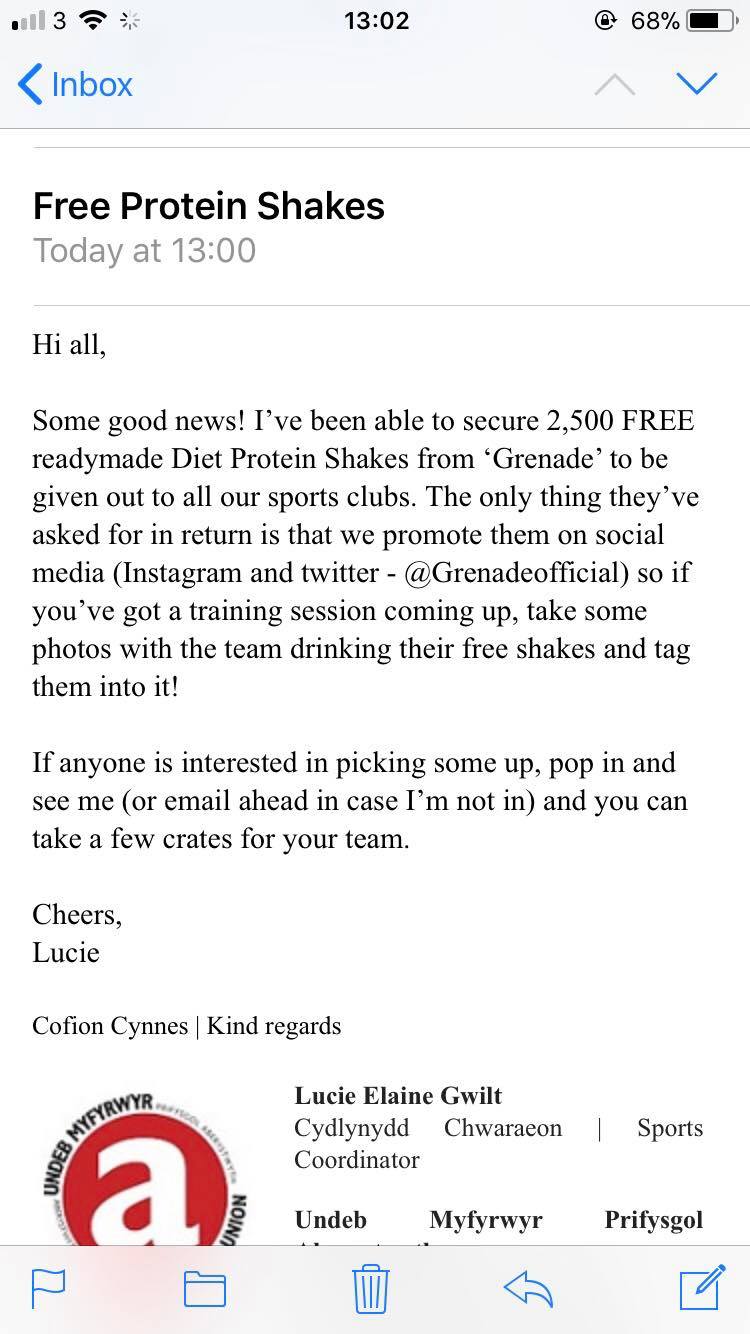 3 13:02 68%
Inbox
Free Protein Shakes
Today at 13:00
Hi all,
Some good news! I’ve been able to secure 2,500 FREE
readymade Diet Protein Shakes from ‘Grenade’ to be
given out to all our sports clubs. The only thing they’ve
asked for in return is that we promote them on social
media (Instagram and twitter - @Grenadeofficial) so if
you’ve got a training session coming up, take some
photos with the team drinking their free shakes and tag
them into it!
If anyone is interested in picking some up, pop in and
see me (or email ahead in case I’m not in) and you can
take a few crates for your team.
Cheers,
Lucie
Cofion Cynnes | Kind regards
UNDEB MYFYRWYR
UNION
a
Lucie Elaine Gwilt
Cydlynydd Chwaraeon | Sports
Coordinator
Undeb Myfyrwyr Prifysgol